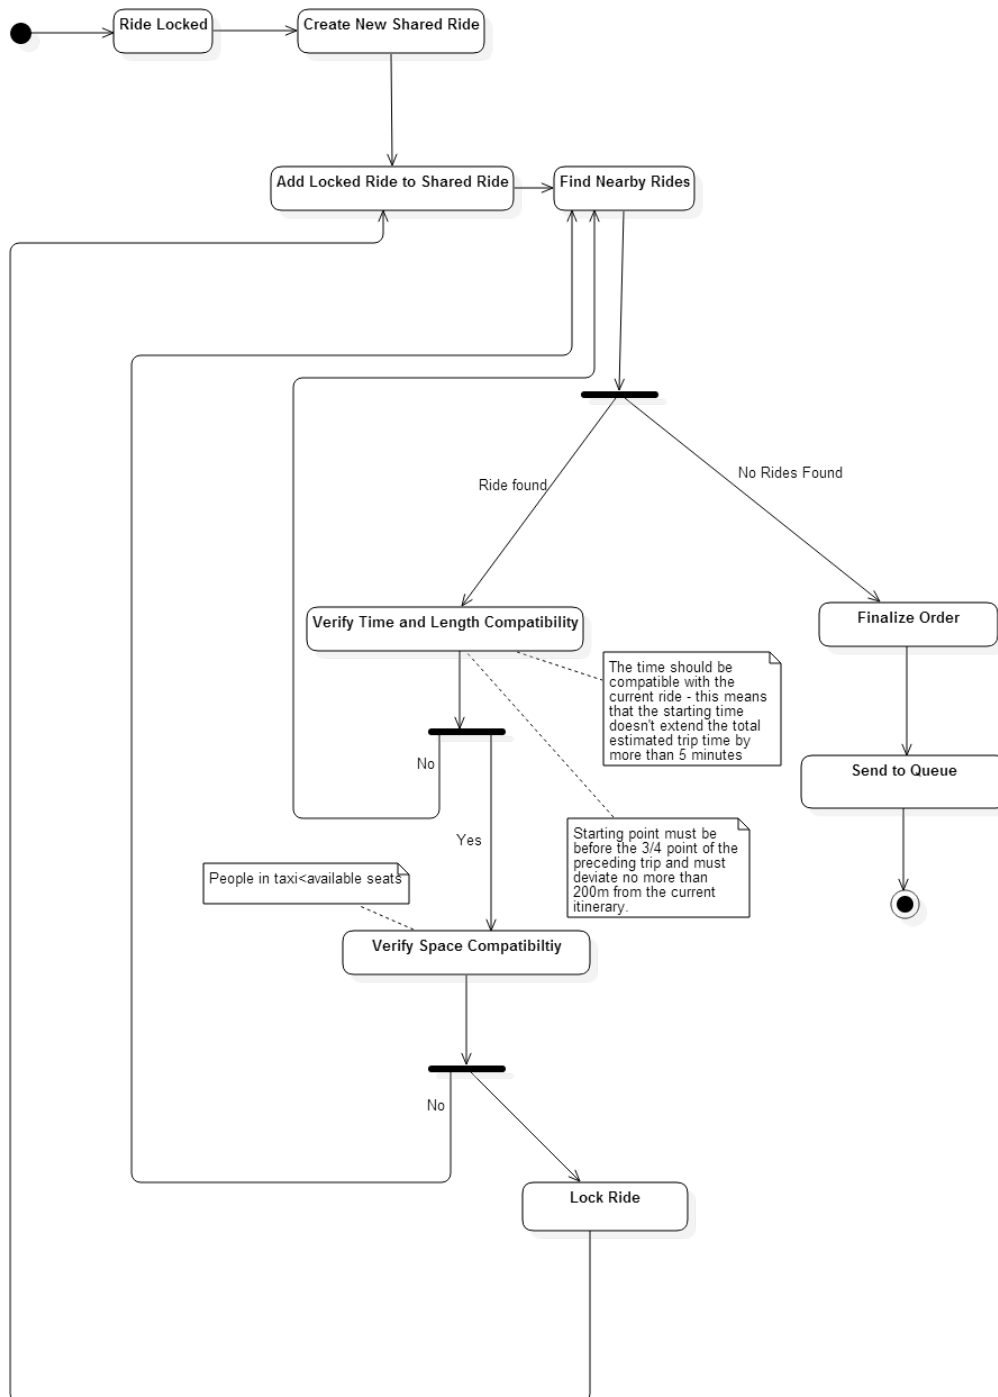 Ride Locked
Create New Shared Ride
Add Locked Ride to Shared Ride
Find Nearby Rides
Ride found
No Rides Found
Verify Time and Length Compatibility
Finalize Order
The time should be
compatible with the
current ride - this means
that the starting time
doesn't extend the total
estimated trip time by
more than 5 minutes
No
Send to Queue
Yes
Starting point must be
before the 3/4 point of the
preceding trip and must
deviate no more than
200m from the current
itinerary.
People in taxi<available seats
Verify Space Compatibiltiy
No
Lock Ride